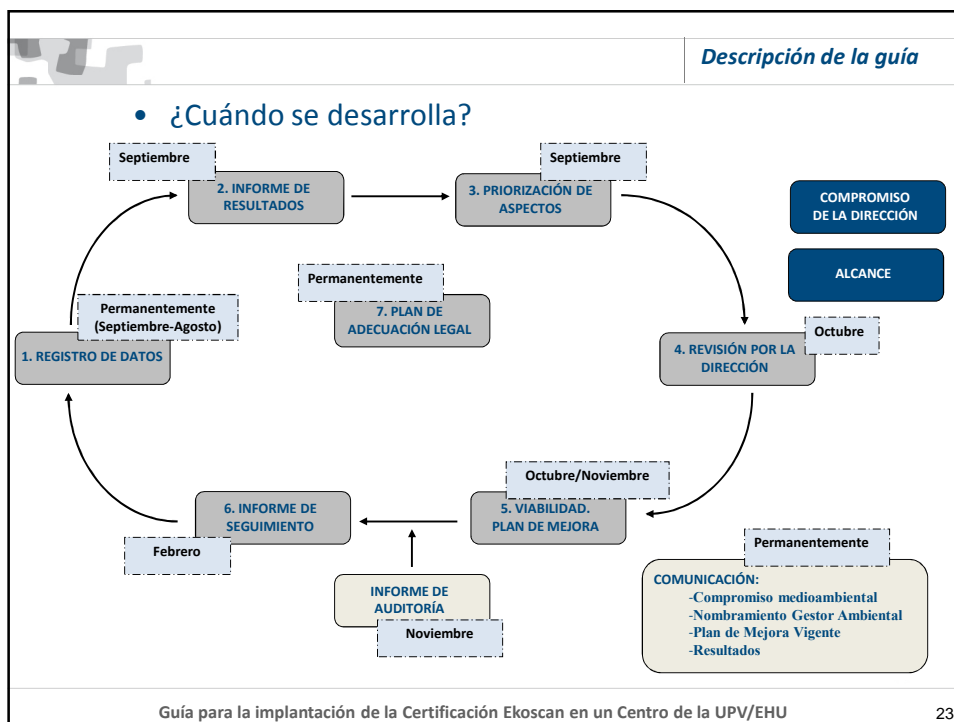 Descripción de la guía
• ¿Cuándo se desarrolla?
Septiembre
2. INFORME DE
RESULTADOS
Septiembre
3. PRIORIZACIÓN DE
ASPECTOS
COMPROMISO
DE LA DIRECCIÓN
ALCANCE
Permanentemente
7. PLAN DE
ADECUACIÓN LEGAL
Permanentemente
(Septiembre-Agosto)
1. REGISTRO DE DATOS
Octubre
4. REVISIÓN POR LA
DIRECCIÓN
Octubre/Noviembre
5. VIABILIDAD.
PLAN DE MEJORA
6. INFORME DE
SEGUIMIENTO
Febrero
INFORME DE
AUDITORÍA
Noviembre
Permanentemente
COMUNICACIÓN:
-Compromiso medioambiental
-Nombramiento Gestor Ambiental
-Plan de Mejora Vigente
-Resultados
Guía para la implantación de la Certificación Ekoscan en un Centro de la UPV/EHU
23